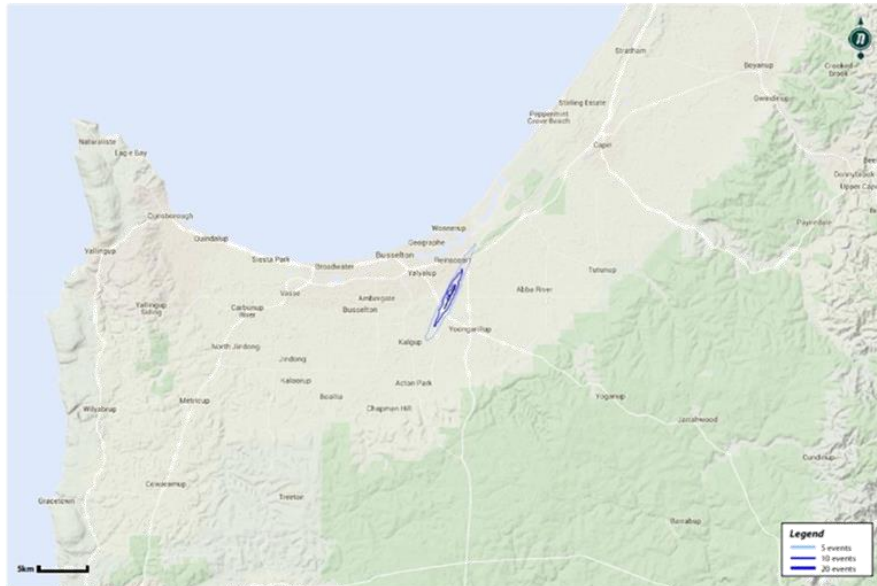 Stratham
Boyanup
Crooked
Brook
Gwindinup
Stirling Estate
Peppermint
Grove Beach
Capel
Naturaliste
Eagle Bay
Donnybrook
Upper Cap
Dunsborough
Paynedale
Wonnerup
Quindalup
Geographe
Yallingup
Busselton
Siesta Park
Reinscourt
Broadwater
Yalyalup
Tutunup
Vasse
Abba River
Ambergate
Yallingup
Siding
Carbunup
River
Busselton
Yoongarillup
Kaligup
North Jindong
Jindong
Kaloorup
Acton Park
Boallia
Yoganup
Metricup
Chapman Hill
Wilyabrup
Jarrahwood
Cundinup
Cowaramup
Gracetown
Treeton
Barrabup
Legend
5 events
10 events
20 events
5km